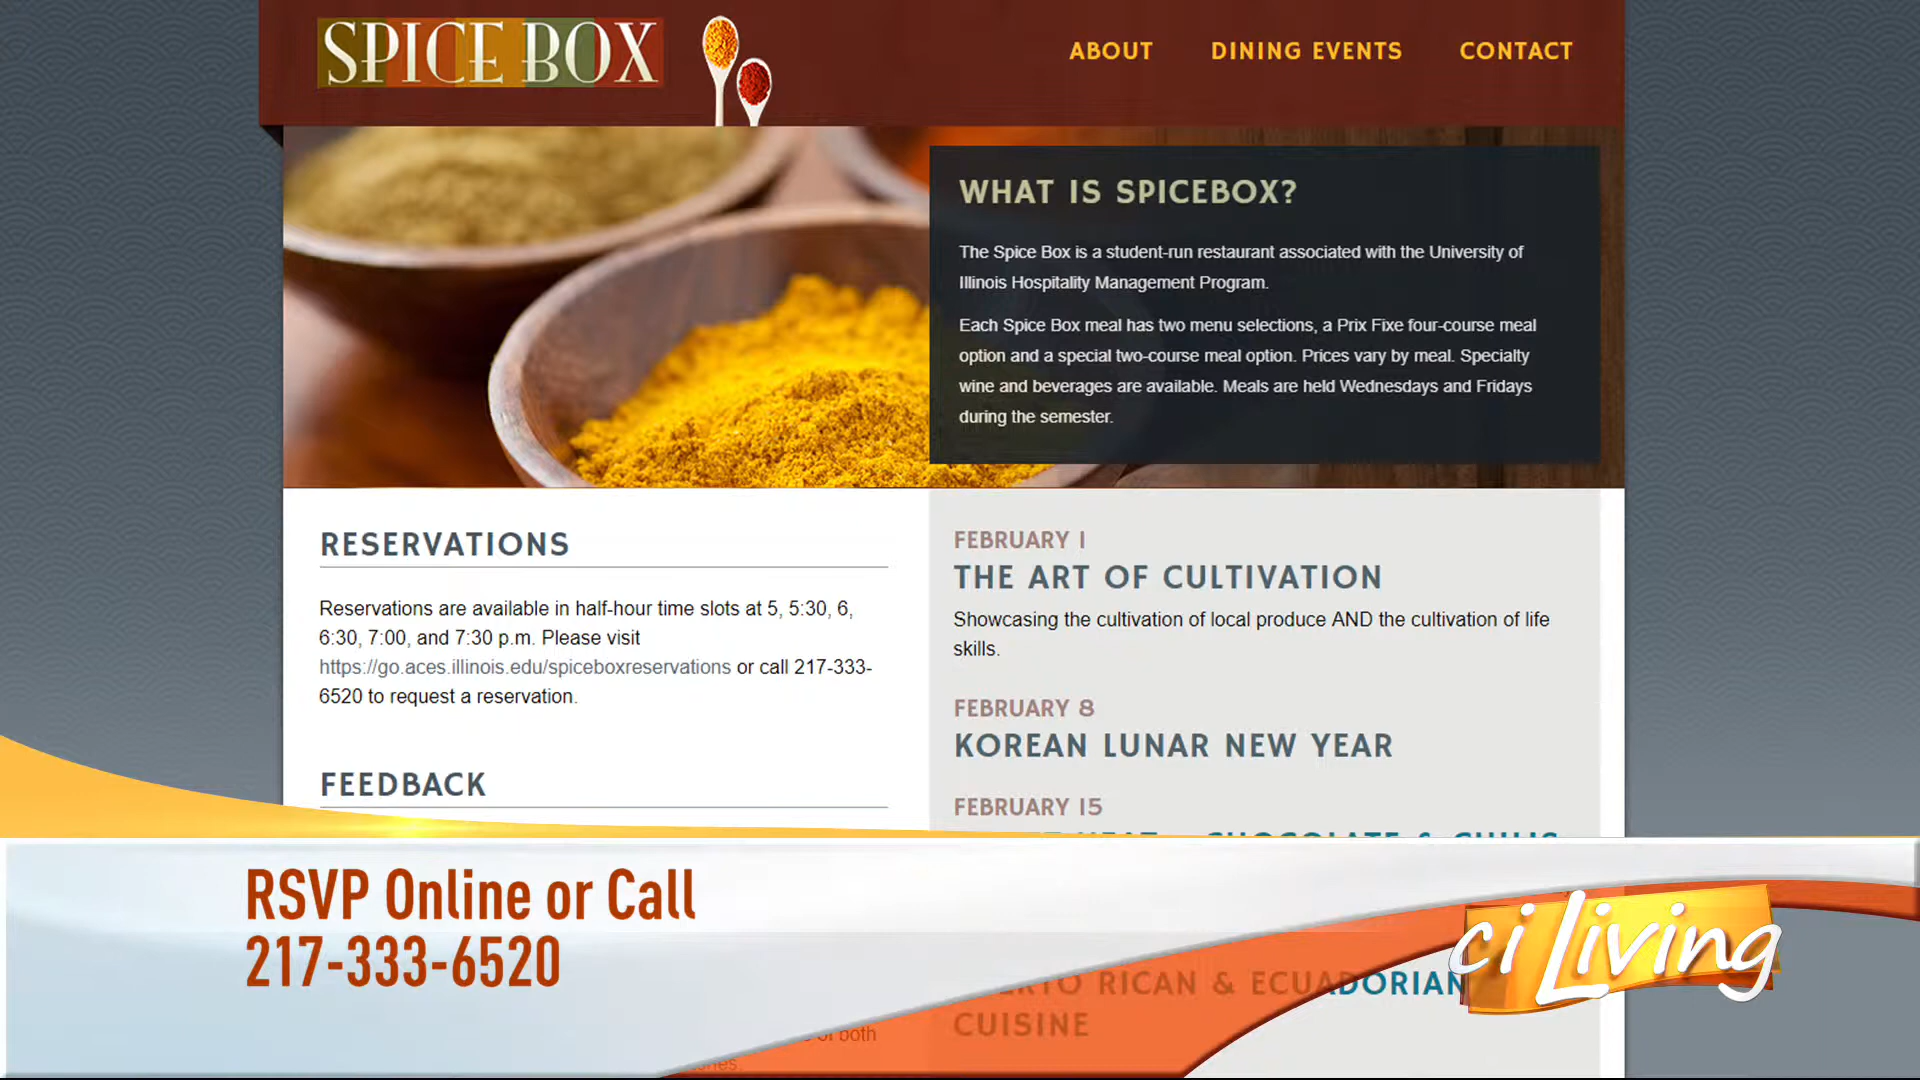 SPICE BOX
ABOUT DINING EVENTS CONTACT
WHAT IS SPICEBOX?
The Spice Box is a student-run restaurant associated with the University of
Illinois Hospitality Management Program.
Each Spice Box meal has two menu selections, a Prix Fixe four-course meal
option and a special two-course meal option. Prices vary by meal. Specialty
wine and beverages are available. Meals are held Wednesdays and Fridays
during the semester.
RESERVATIONS
Reservations are available in half-hour time slots at 5, 5:30, 6,
6:30, 7:00, and 7:30 p.m. Please visit
https://go.aces.illinois.edu/spiceboxreservations or call 217-333-
6520 to request a reservation.
FEEDBACK
FEBRUARY 1
THE ART OF CULTIVATION
Showcasing the cultivation of local produce AND the cultivation of life
skills.
FEBRUARY 8
KOREAN LUNAR NEW YEAR
FEBRUARY 15
CHOCOLATE & CHILIS
RICAN & ECUADORIAN
CUISINE
both
RSVP Online or Call
217-333-6520
ci Living